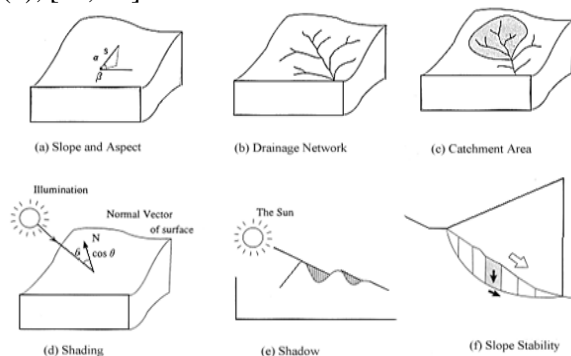 s
α
β
(a) Slope and Aspect
(b) Drainage Network
(c) Catchment Area
Illumination
Normal Vector
of surface
N
cos θ
(d) Shading
The Sun
(e) Shadow
(f) Slope Stability